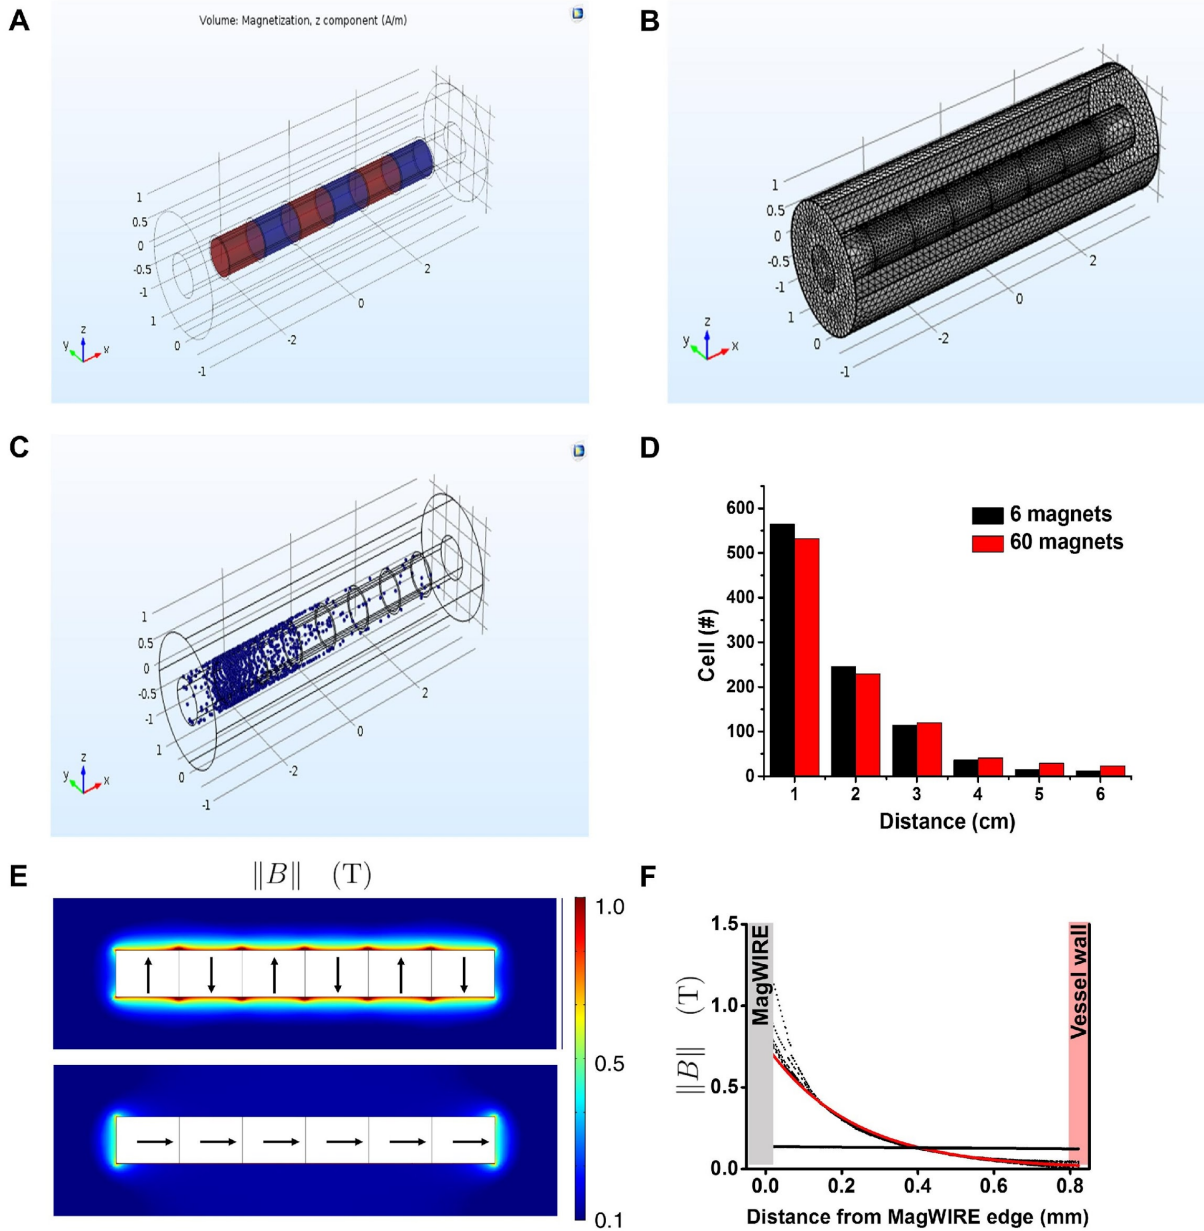 A
Volume: Magnetization, z component (A/m)
1
0.5
0
-0.5
-1
1
0
-1
-2
0
2
z
y
x
B
1
0.5
0
-0.5
-1
1
0
-1
-2
0
2
z
y
x
C
1
0.5
0
-0.5
-1
1
0
-1
-2
0
2
z
y
x
D
600
500
400
300
200
100
0
Cell (#)
6 magnets
60 magnets
1 2 3 4 5 6
Distance (cm)
E
‖B‖ (T)
1.0
0.5
0.1
F
1.5
1.0
0.5
0.0
‖B‖ (T)
MagWIRE
Vessel wall
0.0 0.2 0.4 0.6 0.8
Distance from MagWIRE edge (mm)